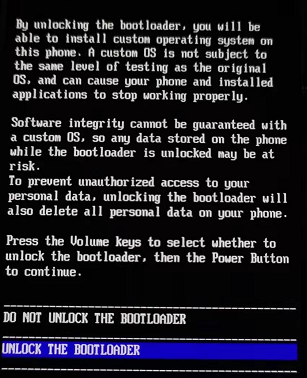 By unlocking the bootloader, you will be
able to install custom operating system on
this phone. A custom OS is not subject to
the same level of testing as the original
OS, and can cause your phone and installed
applications to stop working properly.
Software integrity cannot be guaranteed with
a custom OS, so any data stored on the phone
while the bootloader is unlocked may be at
risk.
To prevent unauthorized access to your
personal data, unlocking the bootloader will
also delete all personal data on your phone.
Press the Volume keys to select whether to
unlock the bootloader, then the Power Button
to continue.
DO NOT UNLOCK THE BOOTLOADER
UNLOCK THE BOOTLOADER